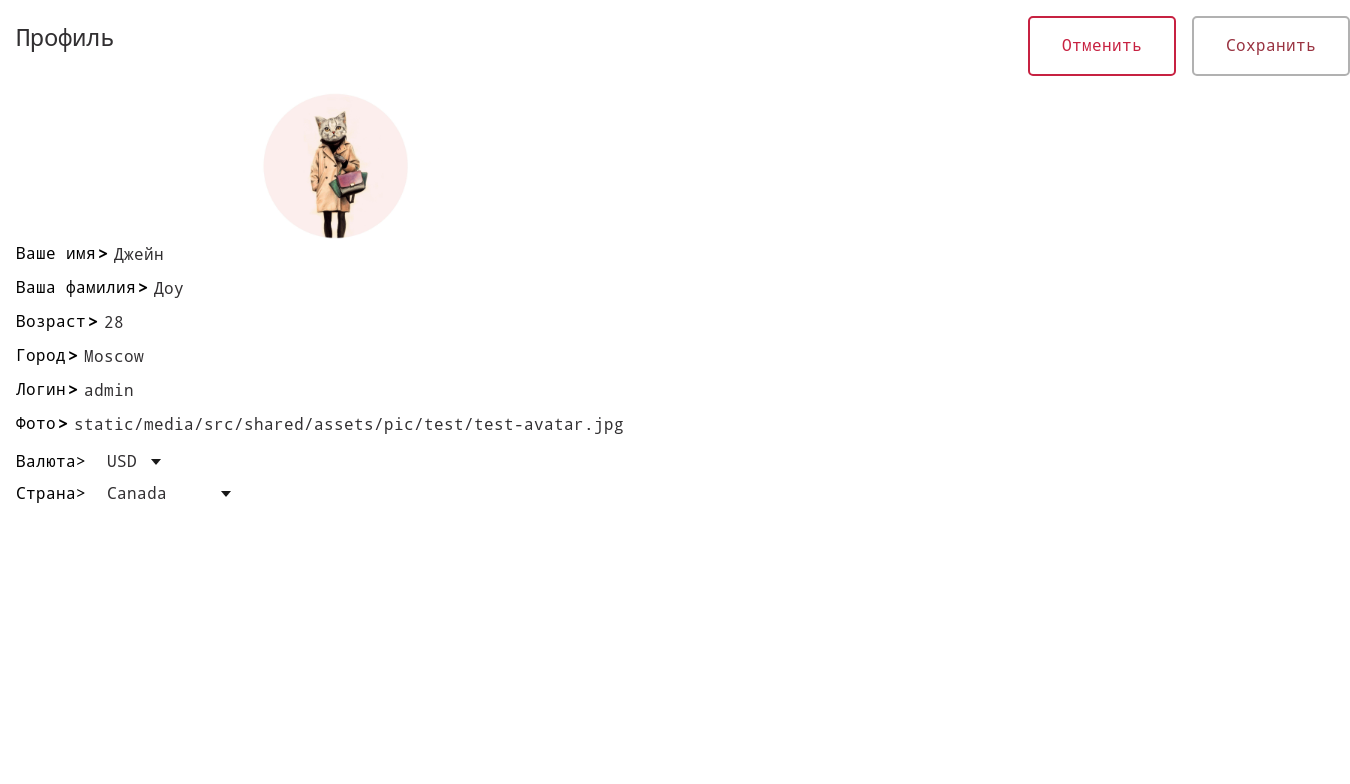 Профиль
Отменить
Сохранить
Ваше имя> Джейн
Ваша фамилия> Доу
Возраст> 28
Город> Moscow
Логин> admin
Фото> static/media/src/shared/assets/pic/test/test-avatar.jpg
Валюта> USD
Страна> Canada